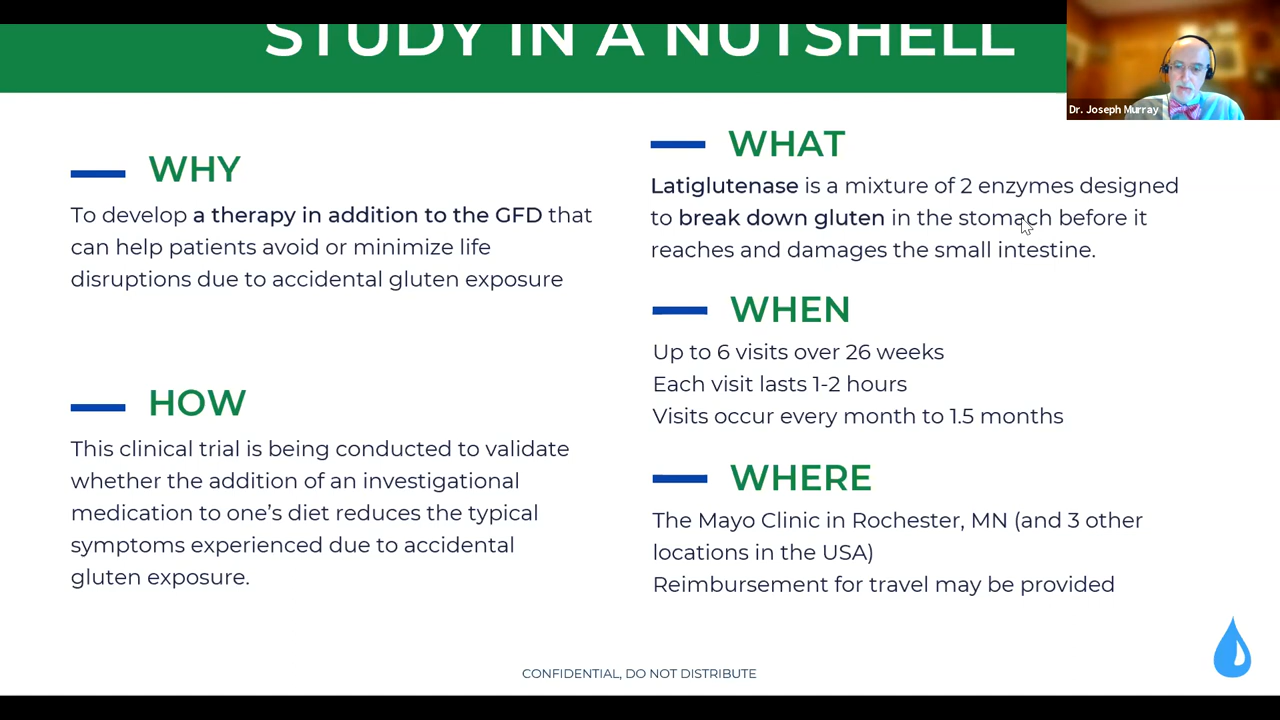 STUDY IN A NUTSHELL
Dr. Joseph Murray
WHY
To develop a therapy in addition to the GFD that
can help patients avoid or minimize life
disruptions due to accidental gluten exposure
HOW
This clinical trial is being conducted to validate
whether the addition of an investigational
medication to one’s diet reduces the typical
symptoms experienced due to accidental
gluten exposure.
WHAT
Latiglutenase is a mixture of 2 enzymes designed
to break down gluten in the stomach before it
reaches and damages the small intestine.
WHEN
Up to 6 visits over 26 weeks
Each visit lasts 1-2 hours
Visits occur every month to 1.5 months
WHERE
The Mayo Clinic in Rochester, MN (and 3 other
locations in the USA)
Reimbursement for travel may be provided
CONFIDENTIAL, DO NOT DISTRIBUTE